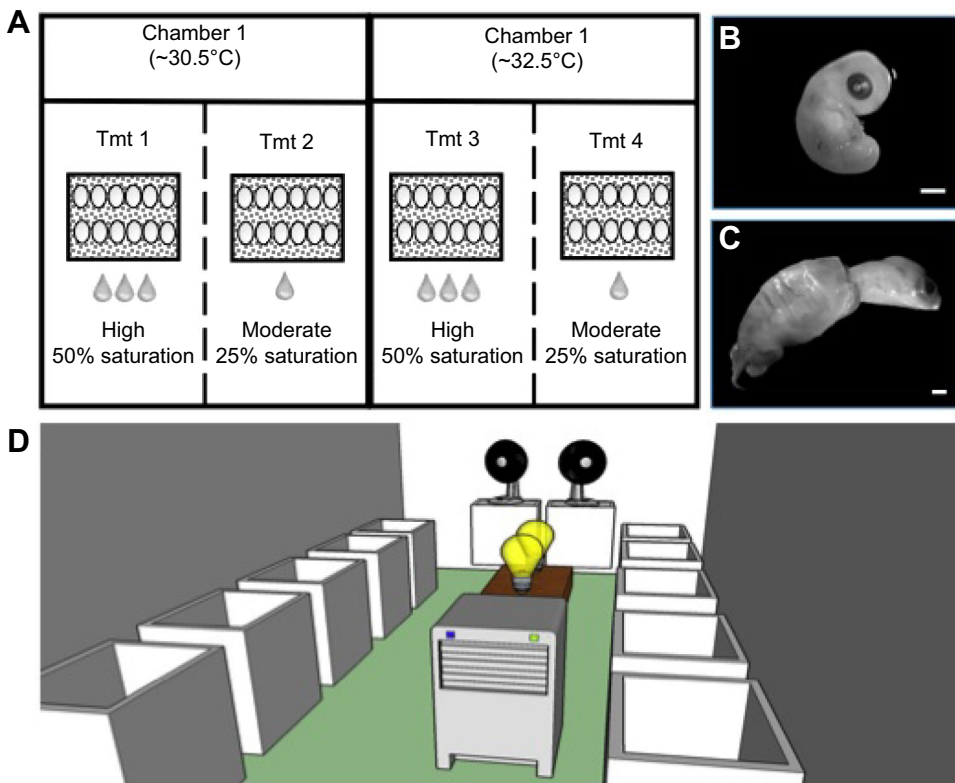 A
Chamber 1
(~30.5°C)
Chamber 1
(~32.5°C)
Tmt 1
Tmt 2
Tmt 3
Tmt 4
High
50% saturation
Moderate
25% saturation
High
50% saturation
Moderate
25% saturation
B
C
D